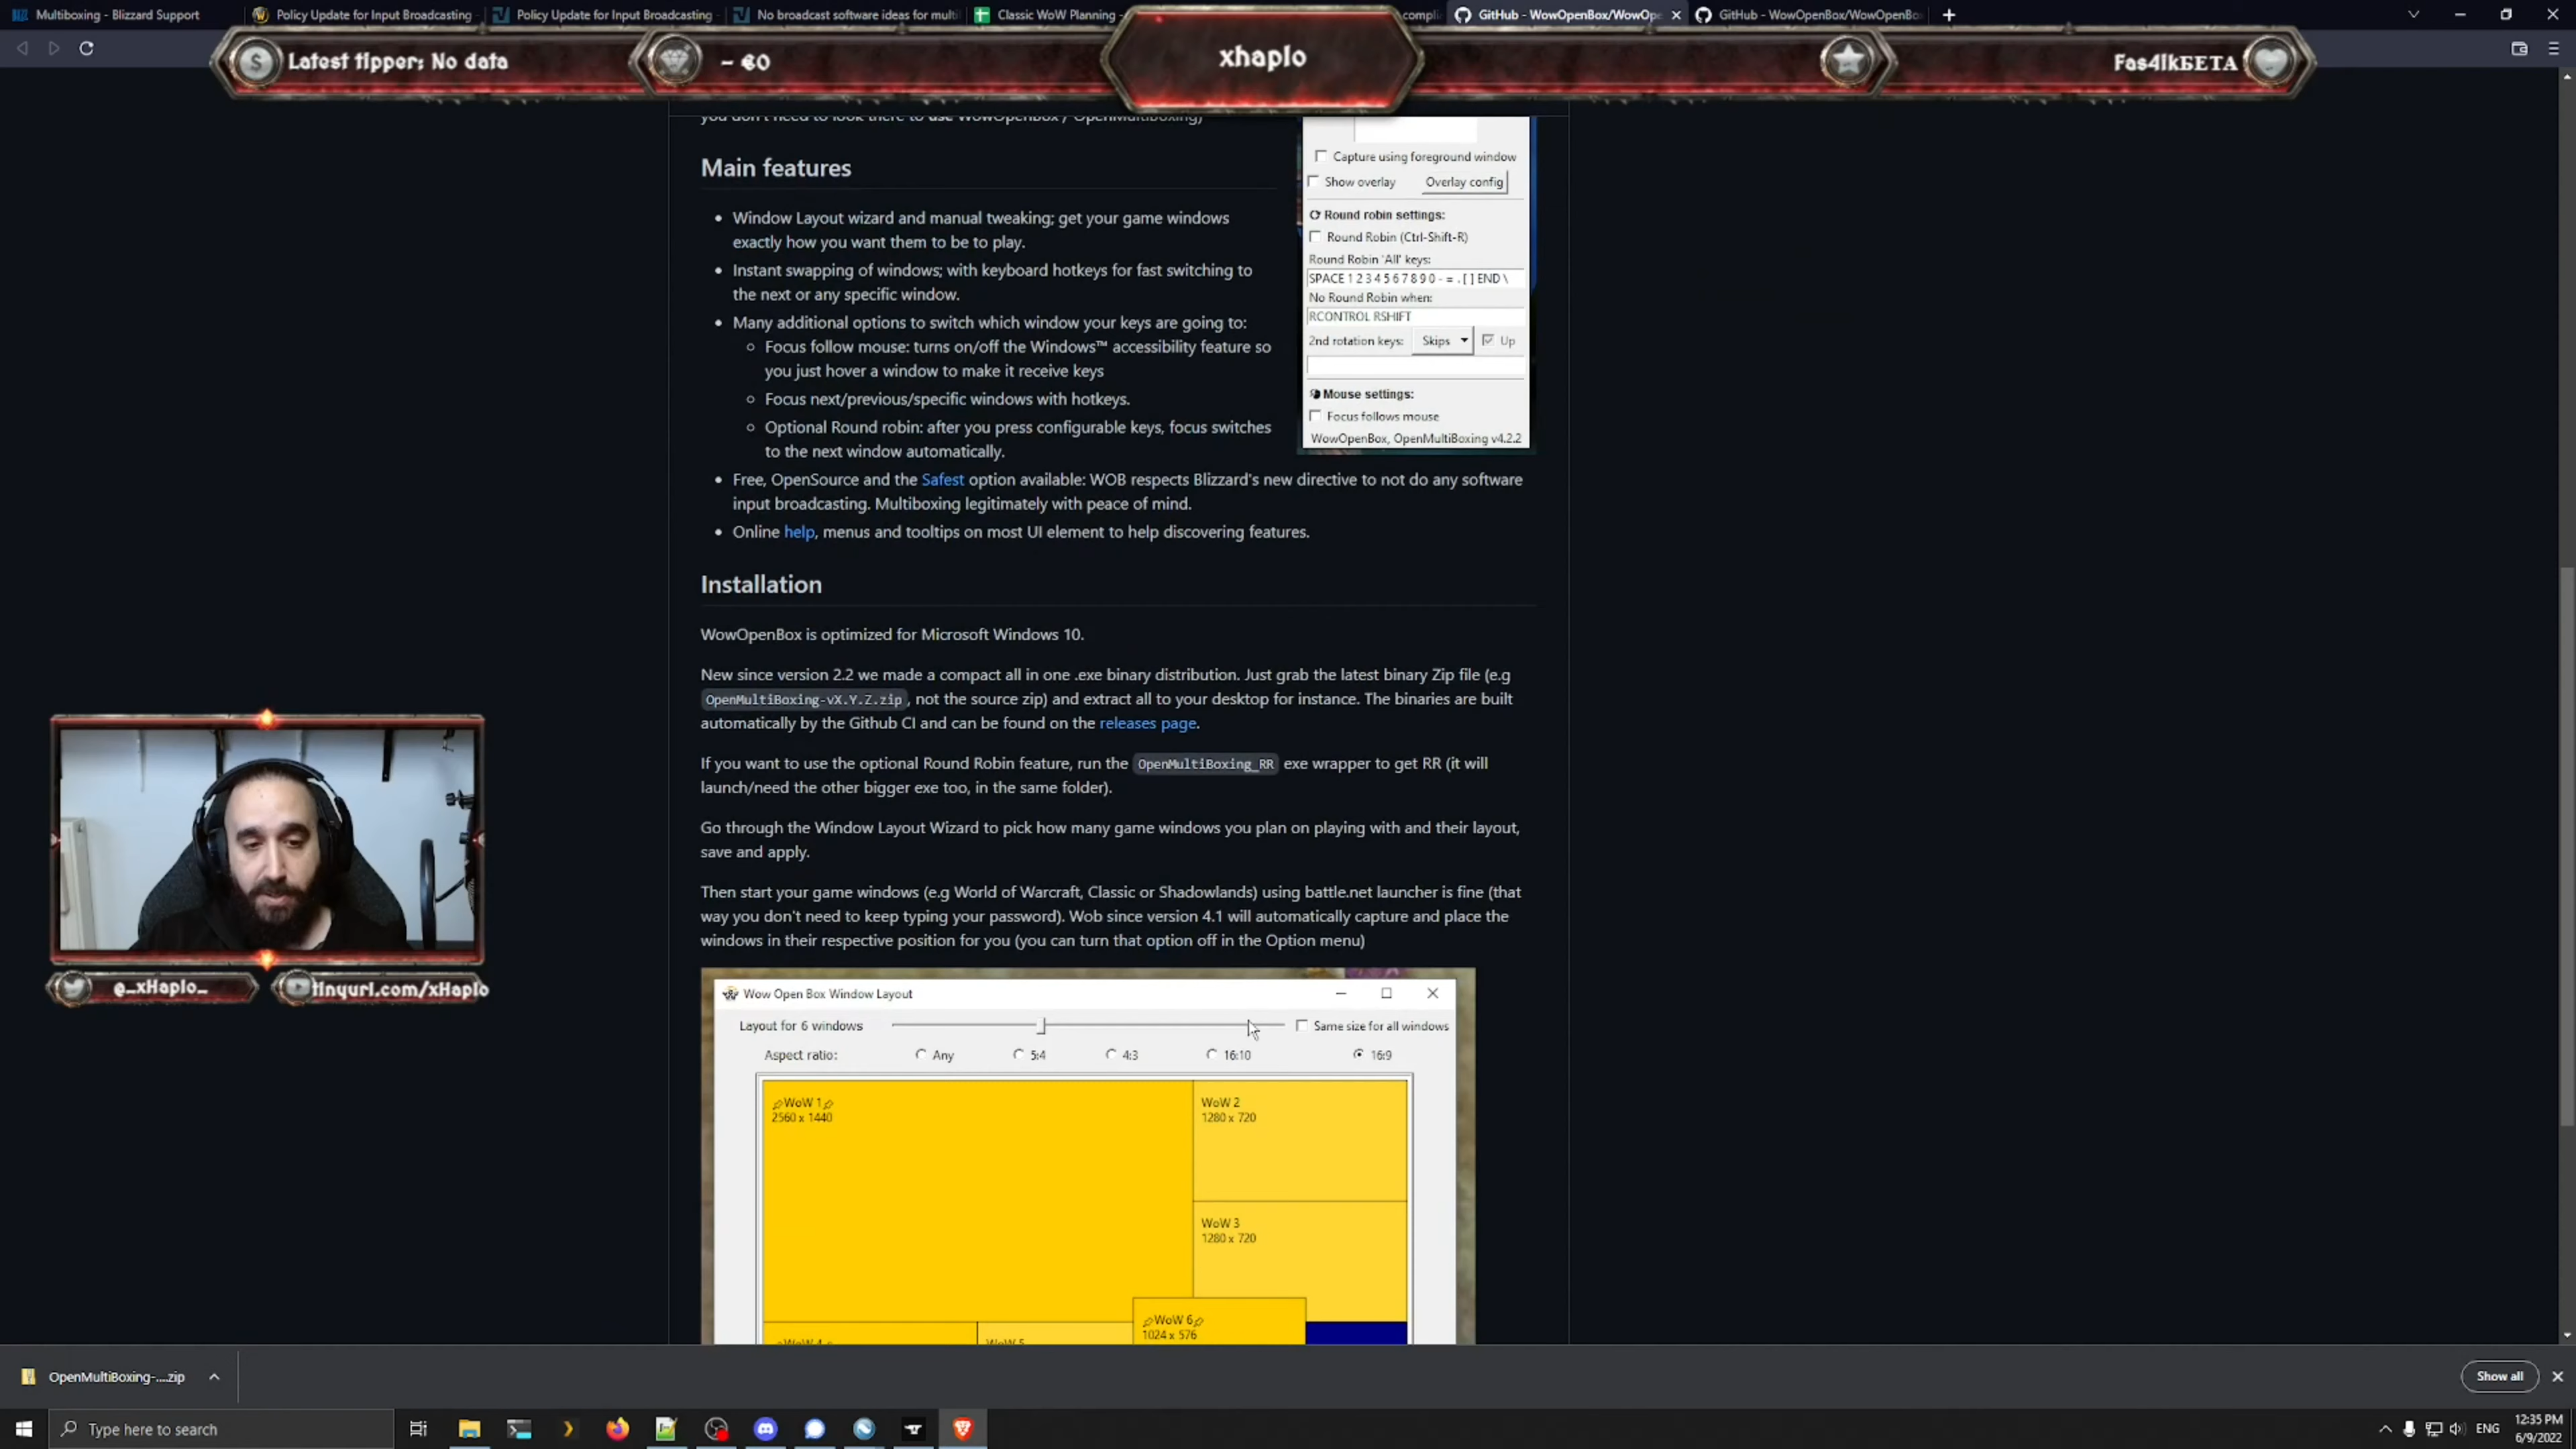 Multiboxing - Blizzard Support
Policy Update for Input Broadcasting
Policy Update for Input Broadcasting
No broadcast software ideas for multi
Classic WoW Planning
compli
GitHub - WowOpenBox/WowOpe
GitHub - WowOpenBox/WowOpenBo
Latest tipper: No data
- €0
xhaplo
Fas4lkБЕТА
you don't need to look there to use WowOpenBox / OpenMultiBoxing)
Main features
Window Layout wizard and manual tweaking; get your game windows
exactly how you want them to be to play.
Instant swapping of windows; with keyboard hotkeys for fast switching to
the next or any specific window.
Many additional options to switch which window your keys are going to:
Focus follow mouse: turns on/off the Windows™ accessibility feature so
you just hover a window to make it receive keys
Focus next/previous/specific windows with hotkeys.
Optional Round robin: after you press configurable keys, focus switches
to the next window automatically.
Free, OpenSource and the Safest option available: WOB respects Blizzard's new directive to not do any software
input broadcasting. Multiboxing legitimately with peace of mind.
Online help, menus and tooltips on most UI element to help discovering features.
Capture using foreground window
Show overlay Overlay config
Round robin settings:
Round Robin (Ctrl-Shift-R)
Round Robin 'All' keys:
SPACE 1 2 3 4 5 6 7 8 9 0 - = . [ ] END \
No Round Robin when:
RCONTROL RSHIFT
2nd rotation keys: Skips Up
Mouse settings:
Focus follows mouse
WowOpenBox, OpenMultiBoxing v4.2.2
Installation
WowOpenBox is optimized for Microsoft Windows 10.
New since version 2.2 we made a compact all in one .exe binary distribution. Just grab the latest binary Zip file (e.g
OpenMultiBoxing-vX.Y.Z.zip, not the source zip) and extract all to your desktop for instance. The binaries are built
automatically by the Github CI and can be found on the releases page.
If you want to use the optional Round Robin feature, run the OpenMultiBoxing_RR exe wrapper to get RR (it will
launch/need the other bigger exe too, in the same folder).
Go through the Window Layout Wizard to pick how many game windows you plan on playing with and their layout,
save and apply.
Then start your game windows (e.g World of Warcraft, Classic or Shadowlands) using battle.net launcher is fine (that
way you don't need to keep typing your password). Wob since version 4.1 will automatically capture and place the
windows in their respective position for you (you can turn that option off in the Option menu)
@_xHaplo_
tinyurl.com/xHaplo
Wow Open Box Window Layout
Layout for 6 windows
Same size for all windows
Aspect ratio: Any 5:4 4:3 16:10 16:9
WoW 1
2560 x 1440
WoW 2
1280 x 720
WoW 3
1280 x 720
WoW 6
1024 x 576
WoW 4
WoW 5
OpenMultiBoxing-....zip
Show all
Type here to search
ENG
12:35 PM
6/9/2022